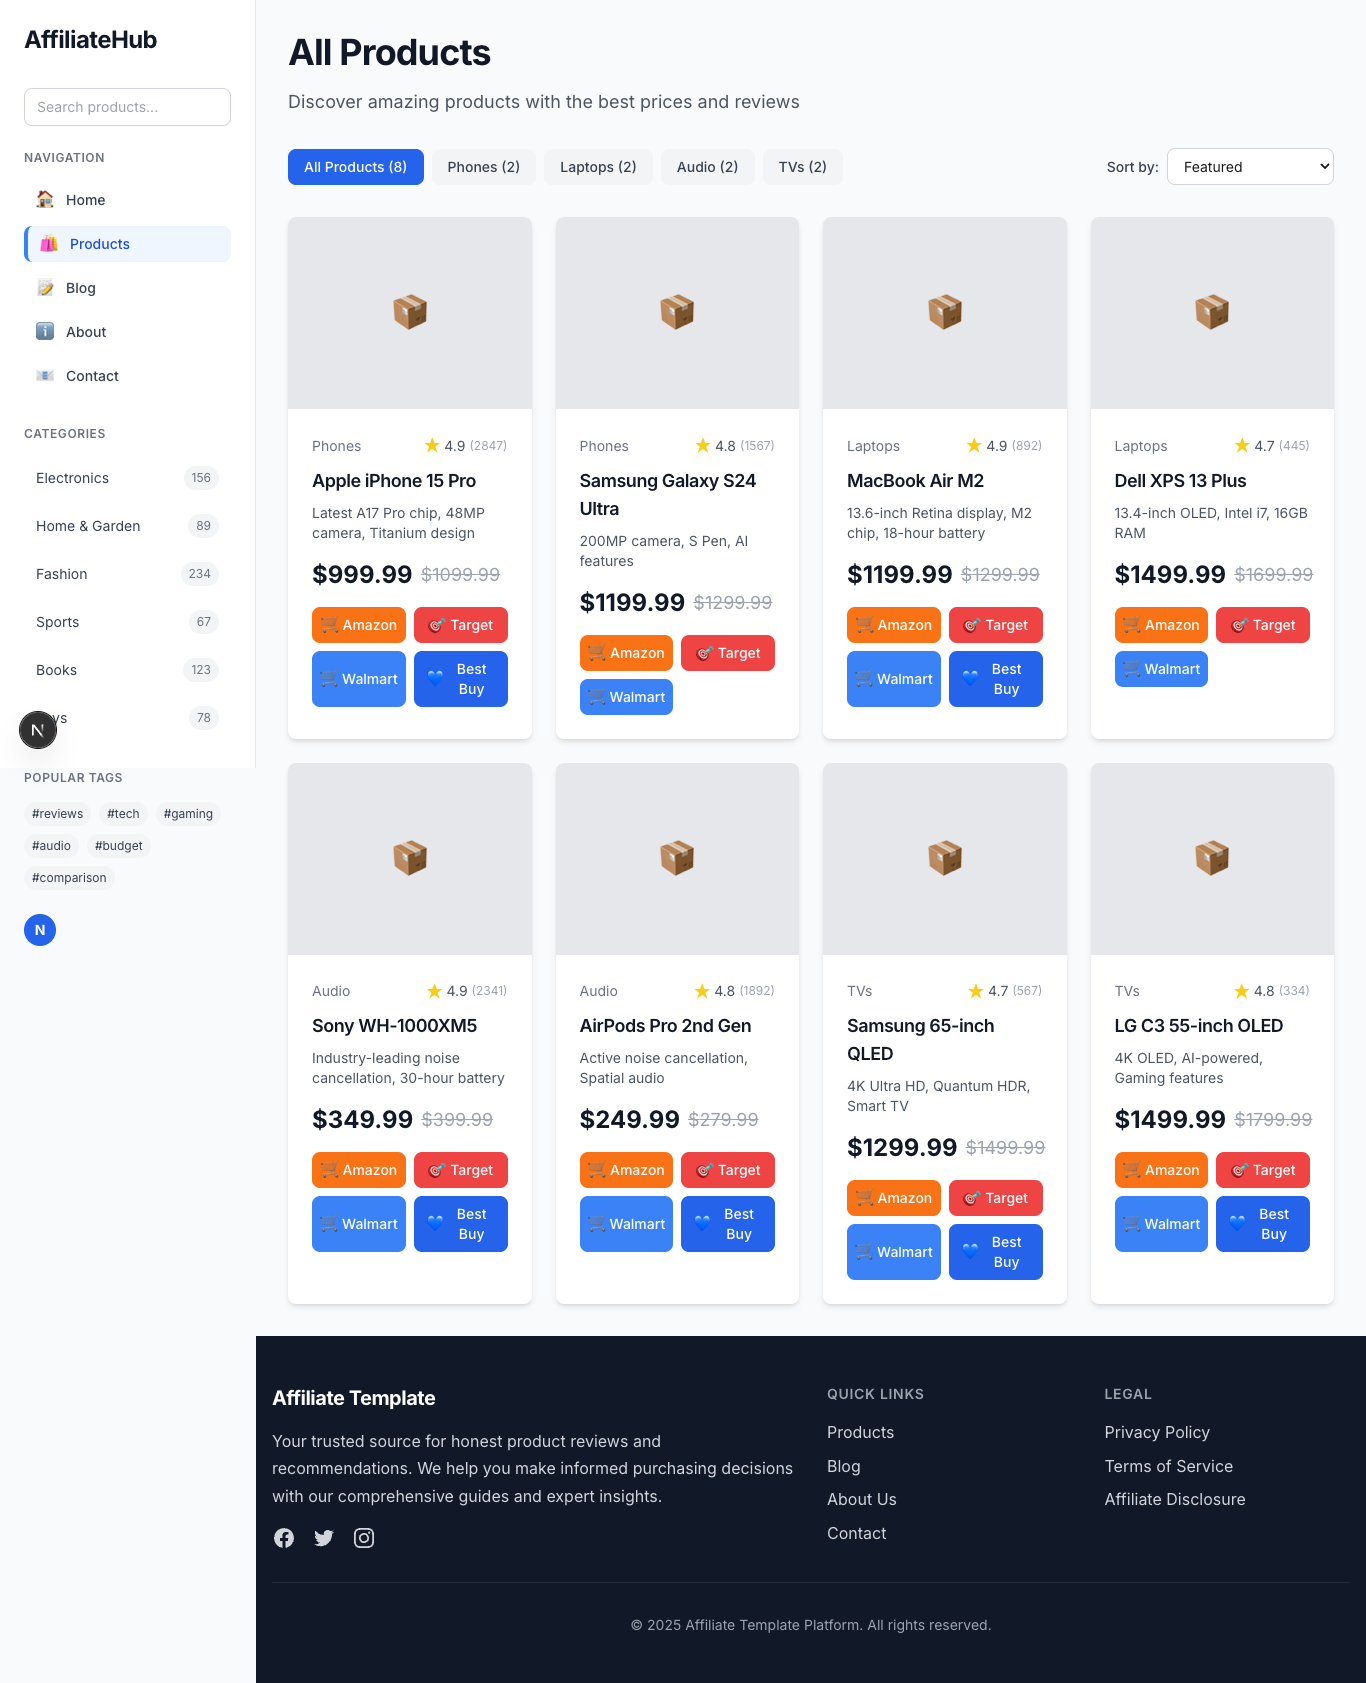 AffiliateHub
Search products...
NAVIGATION
Home
Products
Blog
About
Contact
CATEGORIES
Electronics 156
Home & Garden 89
Fashion 234
Sports 67
Books 123
ys 78
N
POPULAR TAGS
#reviews #tech #gaming
#audio #budget
#comparison
N
All Products
Discover amazing products with the best prices and reviews
All Products (8) Phones (2) Laptops (2) Audio (2) TVs (2) Sort by: Featured
Phones 4.9 (2847)
Apple iPhone 15 Pro
Latest A17 Pro chip, 48MP
camera, Titanium design
$999.99 $1099.99
Amazon Target
Walmart Best
Buy
Phones 4.8 (1567)
Samsung Galaxy S24
Ultra
200MP camera, S Pen, AI
features
$1199.99 $1299.99
Amazon Target
Walmart
Laptops 4.9 (892)
MacBook Air M2
13.6-inch Retina display, M2
chip, 18-hour battery
$1199.99 $1299.99
Amazon Target
Walmart Best
Buy
Laptops 4.7 (445)
Dell XPS 13 Plus
13.4-inch OLED, Intel i7, 16GB
RAM
$1499.99 $1699.99
Amazon Target
Walmart
Audio 4.9 (2341)
Sony WH-1000XM5
Industry-leading noise
cancellation, 30-hour battery
$349.99 $399.99
Amazon Target
Walmart Best
Buy
Audio 4.8 (1892)
AirPods Pro 2nd Gen
Active noise cancellation,
Spatial audio
$249.99 $279.99
Amazon Target
Walmart Best
Buy
TVs 4.7 (567)
Samsung 65-inch
QLED
4K Ultra HD, Quantum HDR,
Smart TV
$1299.99 $1499.99
Amazon Target
Walmart Best
Buy
TVs 4.8 (334)
LG C3 55-inch OLED
4K OLED, AI-powered,
Gaming features
$1499.99 $1799.99
Amazon Target
Walmart Best
Buy
Affiliate Template
Your trusted source for honest product reviews and
recommendations. We help you make informed purchasing decisions
with our comprehensive guides and expert insights.
QUICK LINKS
Products
Blog
About Us
Contact
LEGAL
Privacy Policy
Terms of Service
Affiliate Disclosure
© 2025 Affiliate Template Platform. All rights reserved.